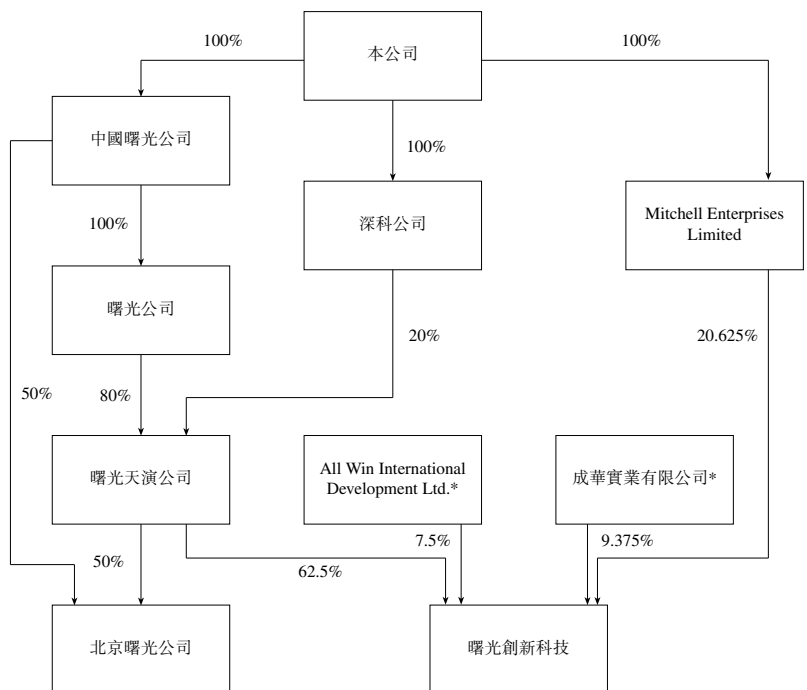 100%
本公司
100%
中國曙光公司
100%
100%
深科公司
Mitchell Enterprises
Limited
曙光公司
20%
20.625%
50%
80%
曙光天演公司
All Win International
Development Ltd.*
成華實業有限公司*
50%
62.5%
7.5%
9.375%
北京曙光公司
曙光創新科技